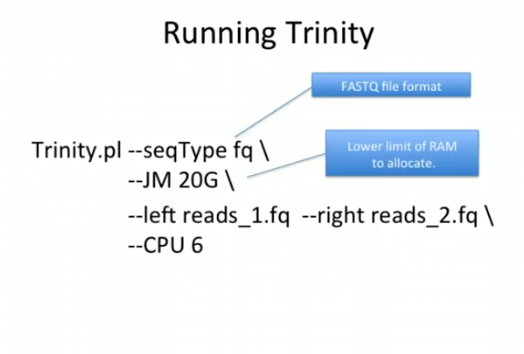 Running Trinity
FASTQ file format
Trinity.pl --seqType fq \
Lower limit of RAM
to allocate.
--JM 20G \
--left reads_1.fq --right reads_2.fq \
--CPU 6